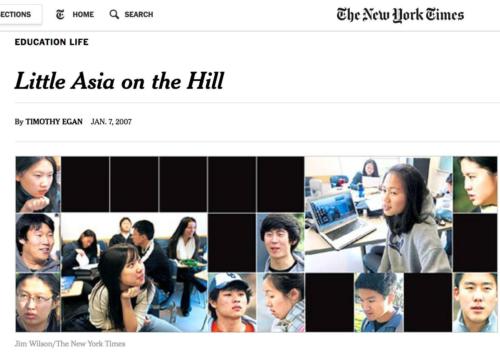 ECTIONS
HOME
SEARCH
The New York Times
EDUCATION LIFE
Little Asia on the Hill
By TIMOTHY EGAN JAN. 7, 2007
Jim Wilson/The New York Times